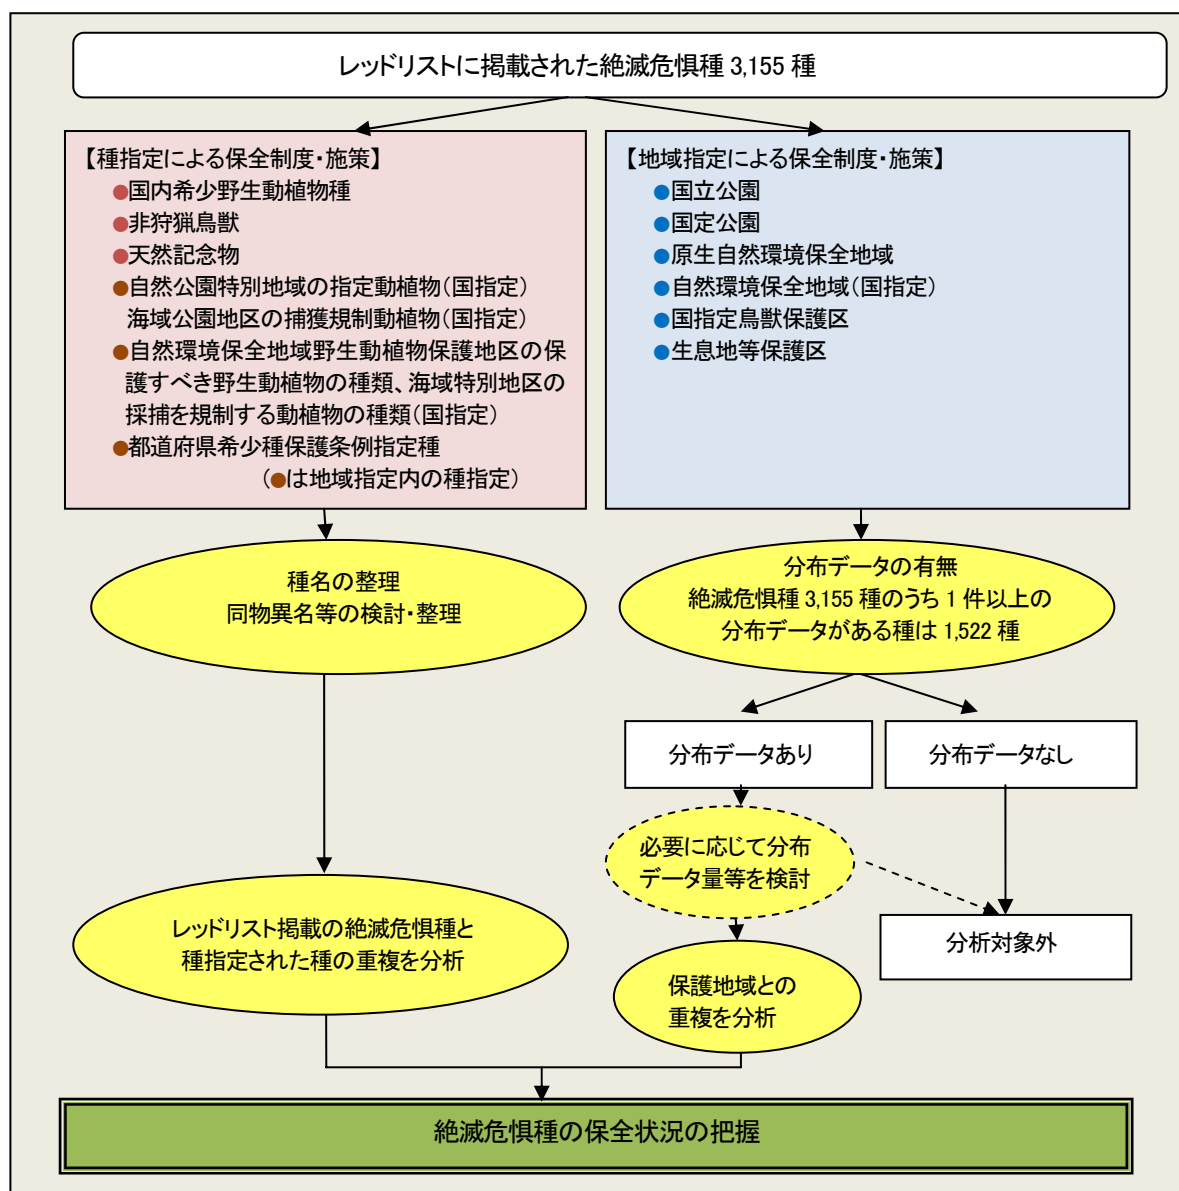 レッドリストに掲載された絶滅危惧種 3,155 種
【種指定による保全制度・施策】
●国内希少野生動植物種
●非狩猟鳥獣
●天然記念物
●自然公園特別地域の指定動植物（国指定）
海域公園地区の捕獲規制動植物（国指定）
●自然環境保全地域野生動植物保護地区の保
護すべき野生動植物の種類、海域特別地区の
採捕を規制する動植物の種類（国指定）
●都道府県希少種保護条例指定種
（●は地域指定内の種指定）
【地域指定による保全制度・施策】
●国立公園
●国定公園
●原生自然環境保全地域
●自然環境保全地域（国指定）
●国指定鳥獣保護区
●生息地等保護区
種名の整理
同物異名等の検討・整理
分布データの有無
絶滅危惧種 3,155 種のうち 1 件以上の
分布データがある種は 1,522 種
分布データあり
分布データなし
必要に応じて分布
データ量等を検討
レッドリスト掲載の絶滅危惧種と
種指定された種の重複を分析
分析対象外
保護地域との
重複を分析
絶滅危惧種の保全状況の把握